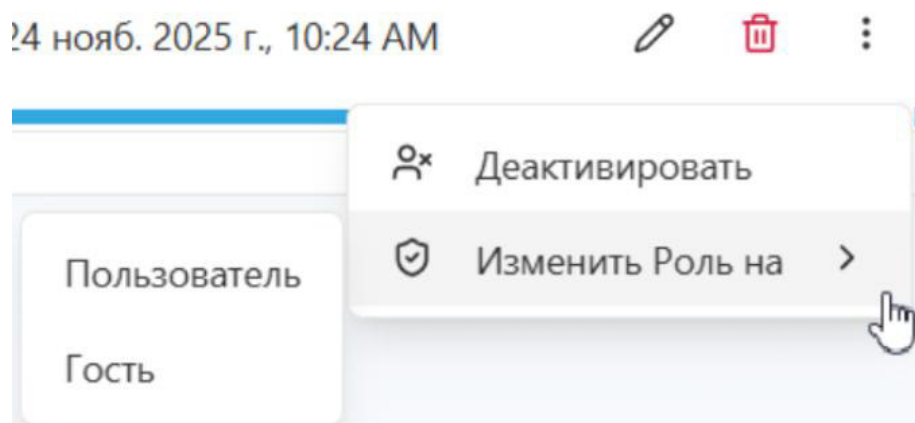 24 нояб. 2025 г., 10:24 AM
Деактивировать
Изменить Роль на
Пользователь
Гость